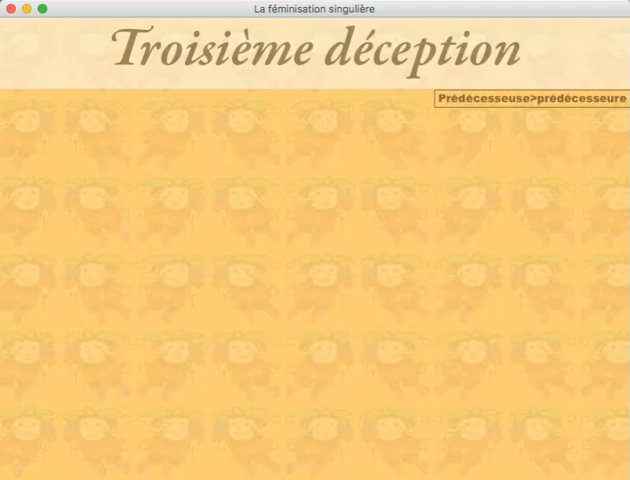 La féminisation singulière
Troisième déception
Prédécesseuse>prédécesseure